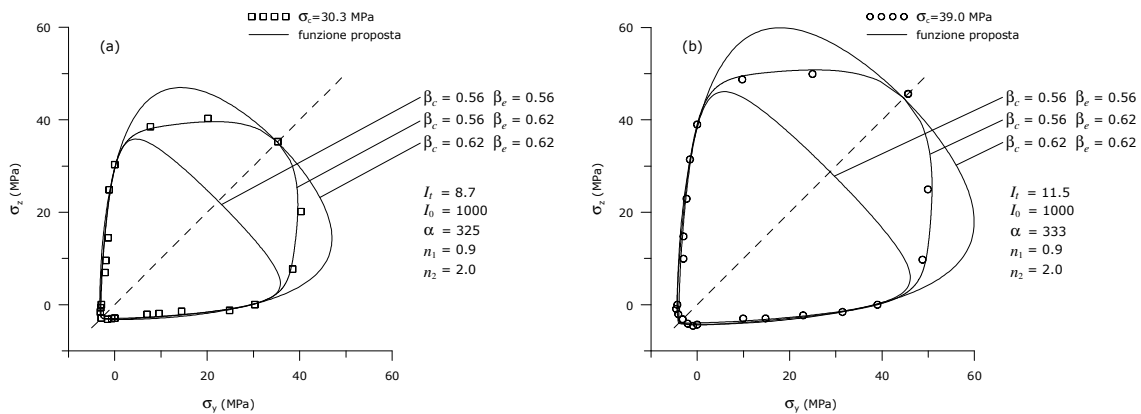 σc=30.3 MPa
funzione proposta
(a)
60
40
20
0
σz (MPa)
0 20 40 60
σy (MPa)
βc = 0.56 βe = 0.56
βc = 0.56 βe = 0.62
βc = 0.62 βe = 0.62
It = 8.7
I0 = 1000
α = 325
n1 = 0.9
n2 = 2.0
σc=39.0 MPa
funzione proposta
(b)
60
40
20
0
σz (MPa)
0 20 40 60
σy (MPa)
βc = 0.56 βe = 0.56
βc = 0.56 βe = 0.62
βc = 0.62 βe = 0.62
It = 11.5
I0 = 1000
α = 333
n1 = 0.9
n2 = 2.0